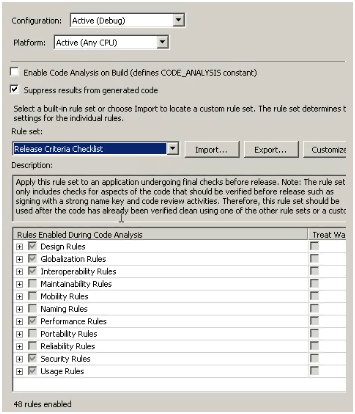 Configuration: Active (Debug)
Platform: Active (Any CPU)
Enable Code Analysis on Build (defines CODE_ANALYSIS constant)
Suppress results from generated code
Select a built-in rule set or choose Import to locate a custom rule set. The rule set determines t
settings for the individual rules.
Rule set:
Release Criteria Checklist Import... Export... Customize
Description:
Apply this rule set to an application undergoing final checks before release. Note: The rule set
only includes checks for aspects of the code that should be verified before release such as
signing with a strong name key and code review activities. Therefore, this rule set should be
used after the code has already been verified clean using one of the other rule sets or a custo
Rules Enabled During Code Analysis Treat Wa
Design Rules
Globalization Rules
Interoperability Rules
Maintainability Rules
Mobility Rules
Naming Rules
Performance Rules
Portability Rules
Reliability Rules
Security Rules
Usage Rules
48 rules enabled